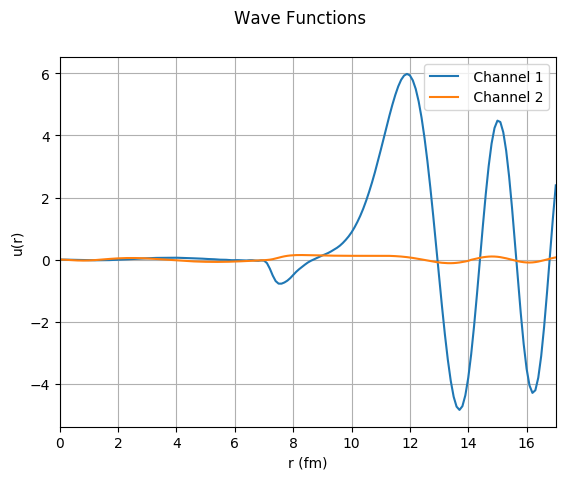 Wave Functions
Channel 1
Channel 2
u(r)
6
4
2
0
−2
−4
0 2 4 6 8 10 12 14 16
r (fm)